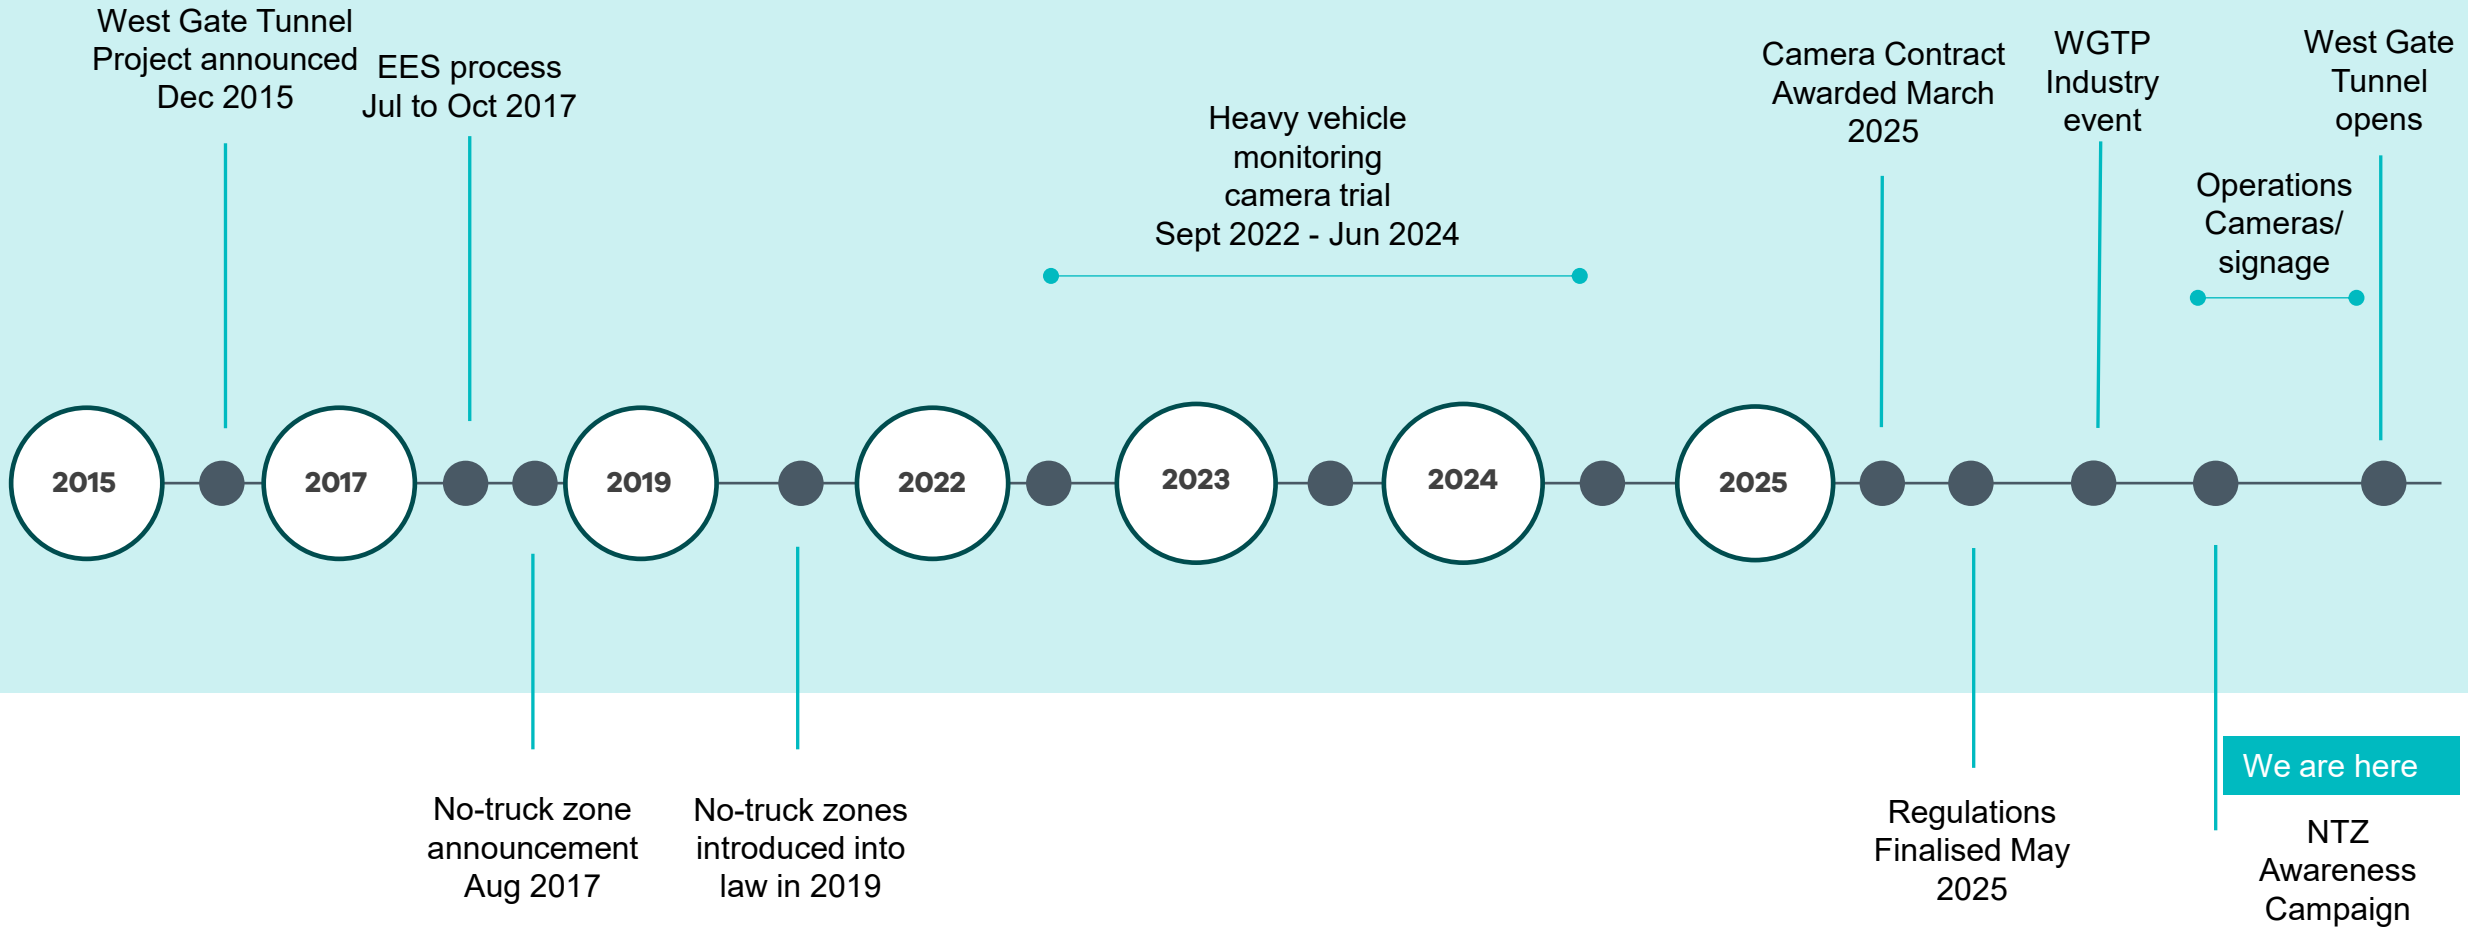 West Gate Tunnel
Project announced
Dec 2015
EES process
Jul to Oct 2017
Heavy vehicle
monitoring
camera trial
Sept 2022 - Jun 2024
Camera Contract
Awarded March
2025
WGTP
Industry
event
Operations
Cameras/
signage
West Gate
Tunnel
opens
2015
2017
2019
2022
2023
2024
2025
No-truck zone
announcement
Aug 2017
No-truck zones
introduced into
law in 2019
Regulations
Finalised May
2025
We are here
NTZ
Awareness
Campaign